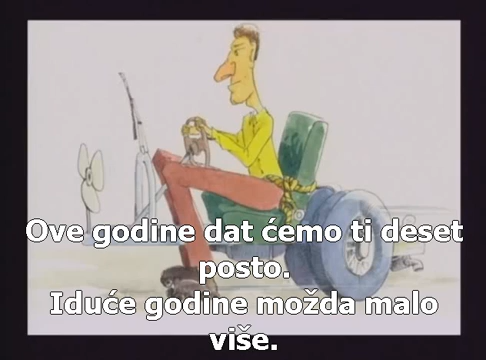 Ove godine dat ćemo ti deset
posto.
Iduće godine možda malo
više.